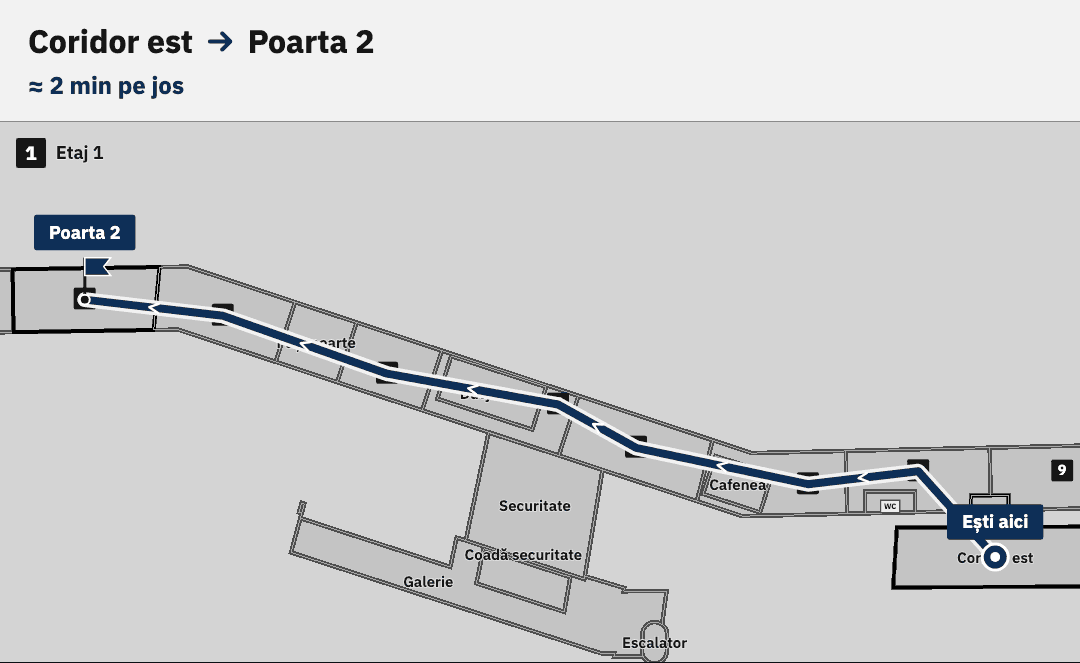 Coridor est → Poarta 2
≈ 2 min pe jos
1 Etaj 1
Poarta 2
Cafenea
9
WC
Securitate
Ești aici
Coadă securitate
est
Galerie
Escalator